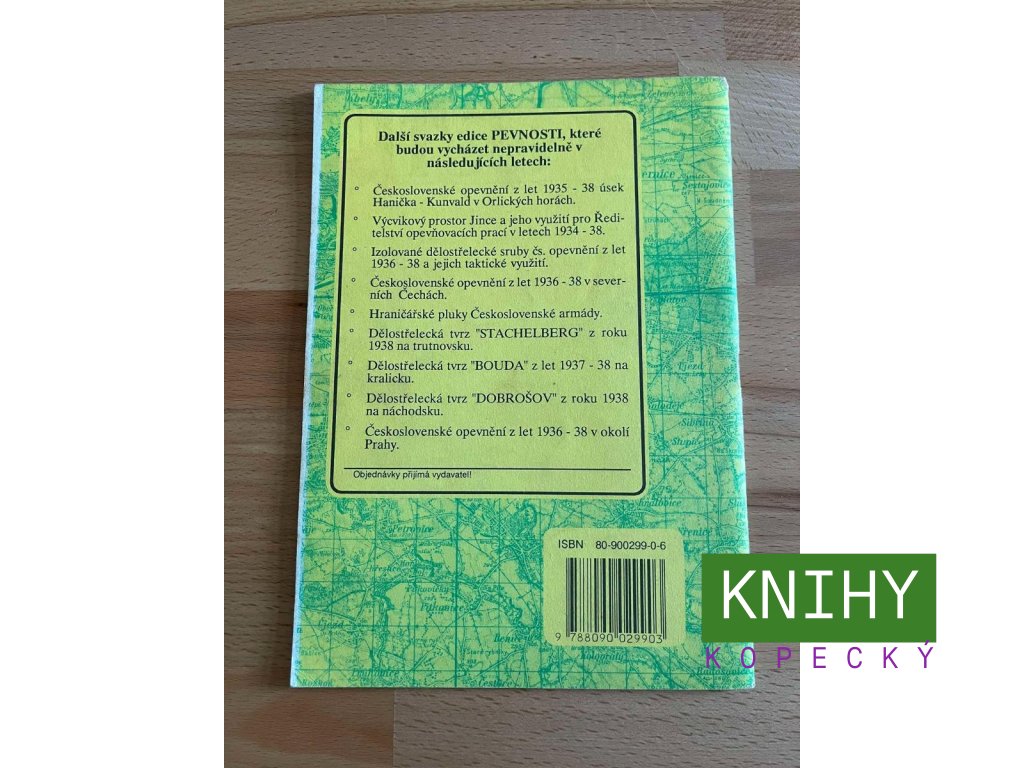 Další svazky edice PEVNOSTI, které
budou vycházet nepravidelně v
následujících letech:
° Československé opevnění z let 1935 - 38 úsek
Hanička - Kunvald v Orlických horách.
° Výcvikový prostor Jince a jeho využití pro Ředi-
telství opevňovacích prací v letech 1934 - 38.
° Izolované dělostřelecké sruby čs. opevnění z let
1936 - 38 a jejich taktické využití.
° Československé opevnění z let 1936 - 38 v sever-
ních Čechách.
° Hraničářské pluky Československé armády.
° Dělostřelecká tvrz "STACHELBERG" z roku
1938 na trutnovsku.
° Dělostřelecká tvrz "BOUDA" z let 1937 - 38 na
kralicku.
° Dělostřelecká tvrz "DOBROŠOV" z roku 1938
na náchodsku.
° Československé opevnění z let 1936 - 38 v okolí
Prahy.
Objednávky přijímá vydavatel!
Petrovice
Pitkovice
ISBN 80-900299-0-6
9 788090 029903
KNIHY
KOPECKÝ